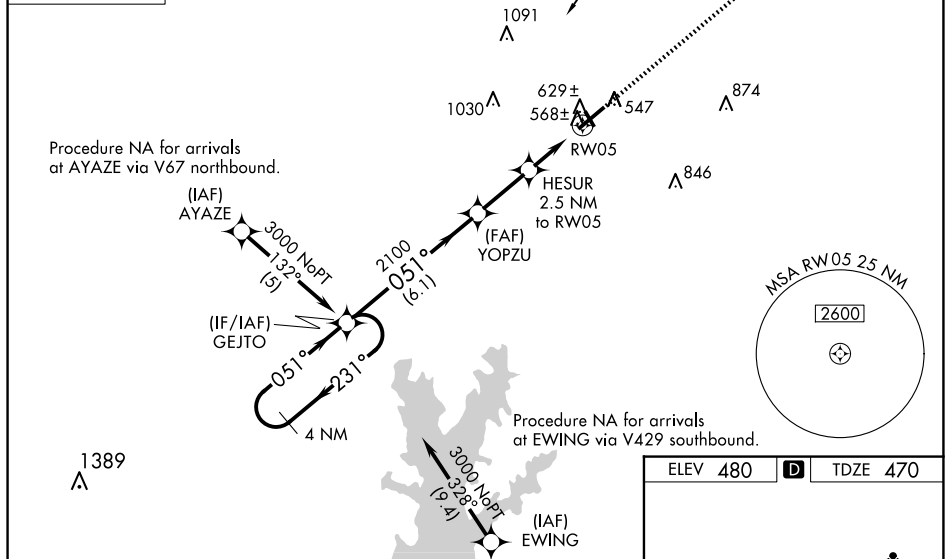 1091
1030
629±
568±
547
874
RW05
846
Procedure NA for arrivals
at AYAZE via V67 northbound.
HESUR
2.5 NM
to RW05
(IAF)
AYAZE
(FAF)
YOPZU
3000 NoPT
132°
(5)
2100
051°
(6.1)
MSA RW05 25 NM
2600
(IF/IAF)
GEJTO
051°
231°
4 NM
Procedure NA for arrivals
at EWING via V429 southbound.
1389
3000 NoPT
328°
(9.4)
(IAF)
EWING
ELEV 480 D TDZE 470